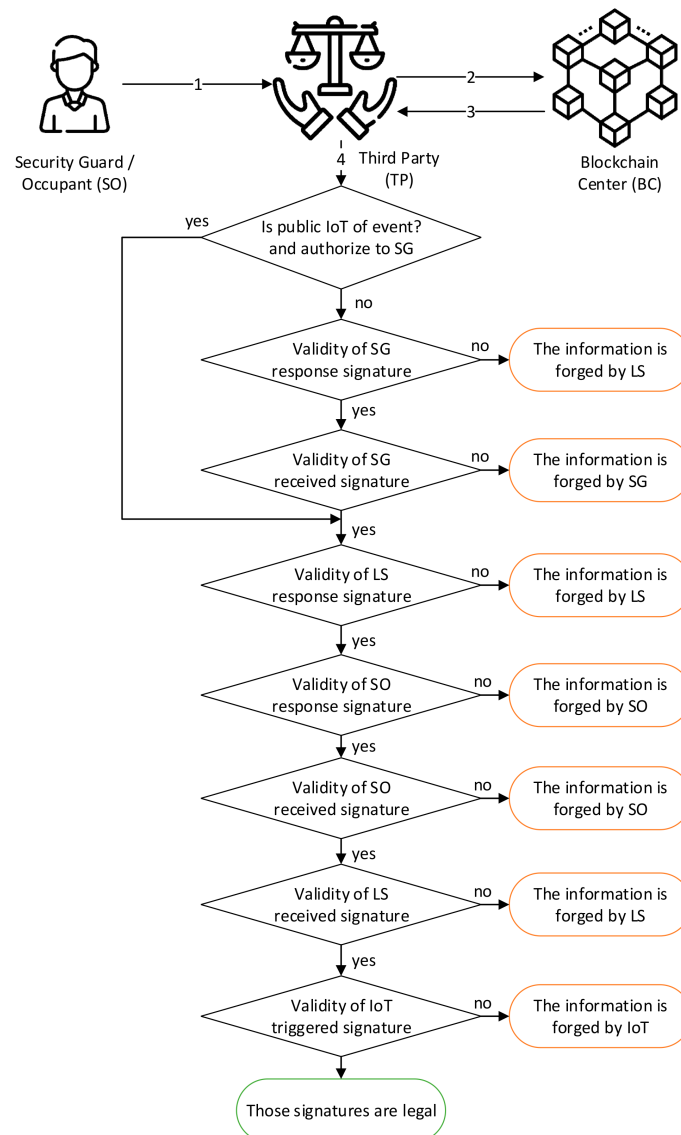 1
2
3
Security Guard /
Occupant (SO)
4
Third Party
(TP)
Blockchain
Center (BC)
yes
Is public IoT of event?
and authorize to SG
no
Validity of SG
response signature
no
The information is
forged by LS
yes
Validity of SG
received signature
no
The information is
forged by SG
yes
Validity of LS
response signature
no
The information is
forged by LS
yes
Validity of SO
response signature
no
The information is
forged by SO
yes
Validity of SO
received signature
no
The information is
forged by SO
yes
Validity of LS
received signature
no
The information is
forged by LS
yes
Validity of IoT
triggered signature
no
The information is
forged by IoT
Those signatures are legal